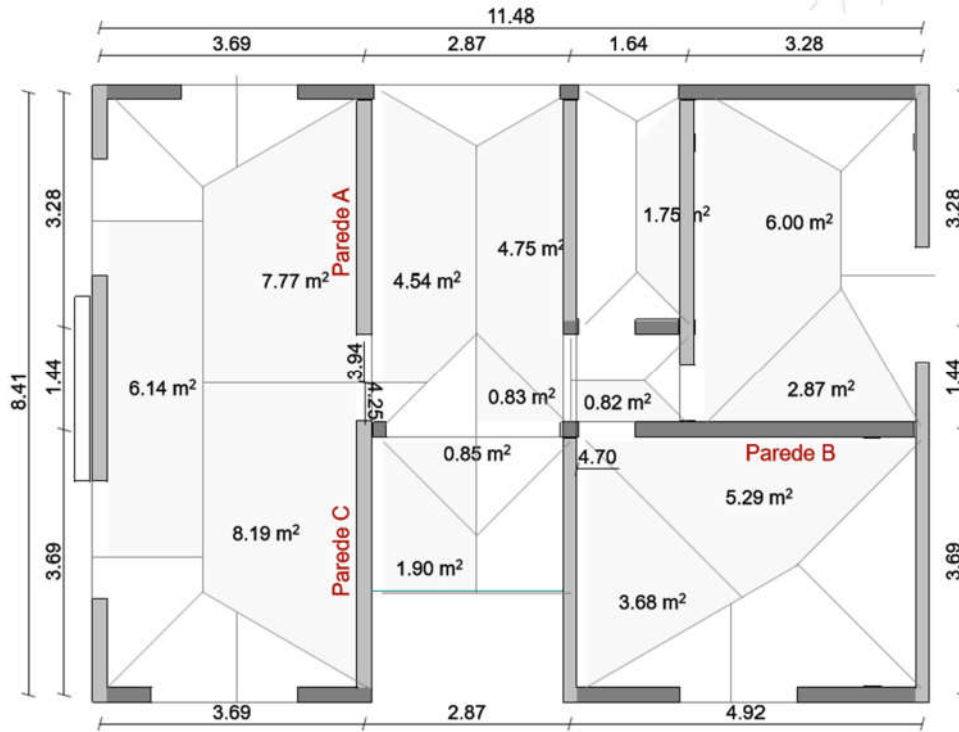 11.48
3.69 2.87 1.64 3.28
8.41
3.28
1.44
3.69
3.28
1.44
3.69
Parede A
7.77 m²
4.54 m²
4.75 m²
1.75 m²
6.00 m²
3.94
4.25
6.14 m²
0.83 m²
0.82 m²
2.87 m²
0.85 m²
4.70
Parede B
5.29 m²
Parede C
8.19 m²
1.90 m²
3.68 m²
3.69 2.87 4.92